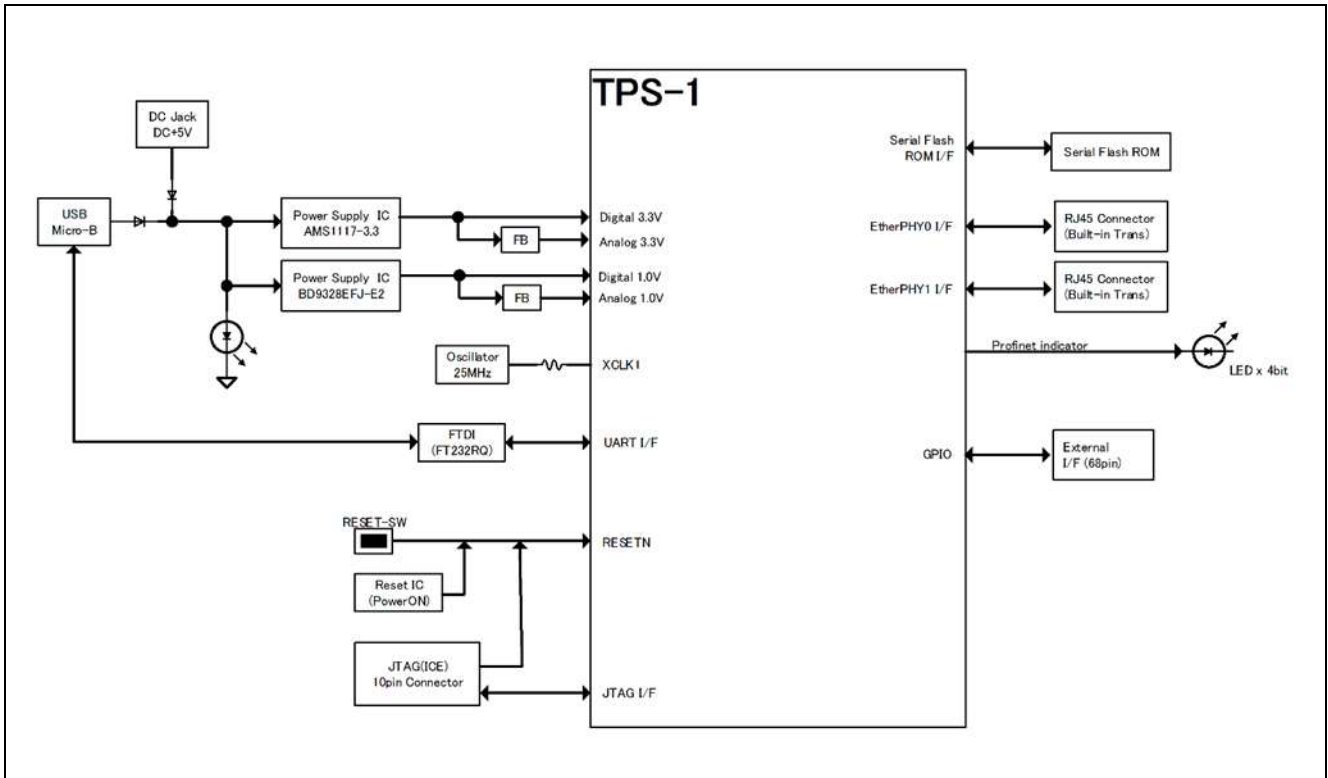 TPS-1
DC Jack
DC+5V
USB
Micro-B
Power Supply IC
AMS1117-3.3
FB
Digital 3.3V
Analog 3.3V
Power Supply IC
BD9328EFJ-E2
FB
Digital 1.0V
Analog 1.0V
Oscillator
25MHz
XCLK1
FTDI
(FT232RQ)
UART I/F
RESET-SW
RESETN
Reset IC
(PowerON)
JTAG(ICE)
10pin Connector
JTAG I/F
Serial Flash
ROM I/F
Serial Flash ROM
EtherPHY0 I/F
RJ45 Connector
(Built-in Trans)
EtherPHY1 I/F
RJ45 Connector
(Built-in Trans)
Profinet indicator
LED x 4bit
GPIO
External
I/F (68pin)